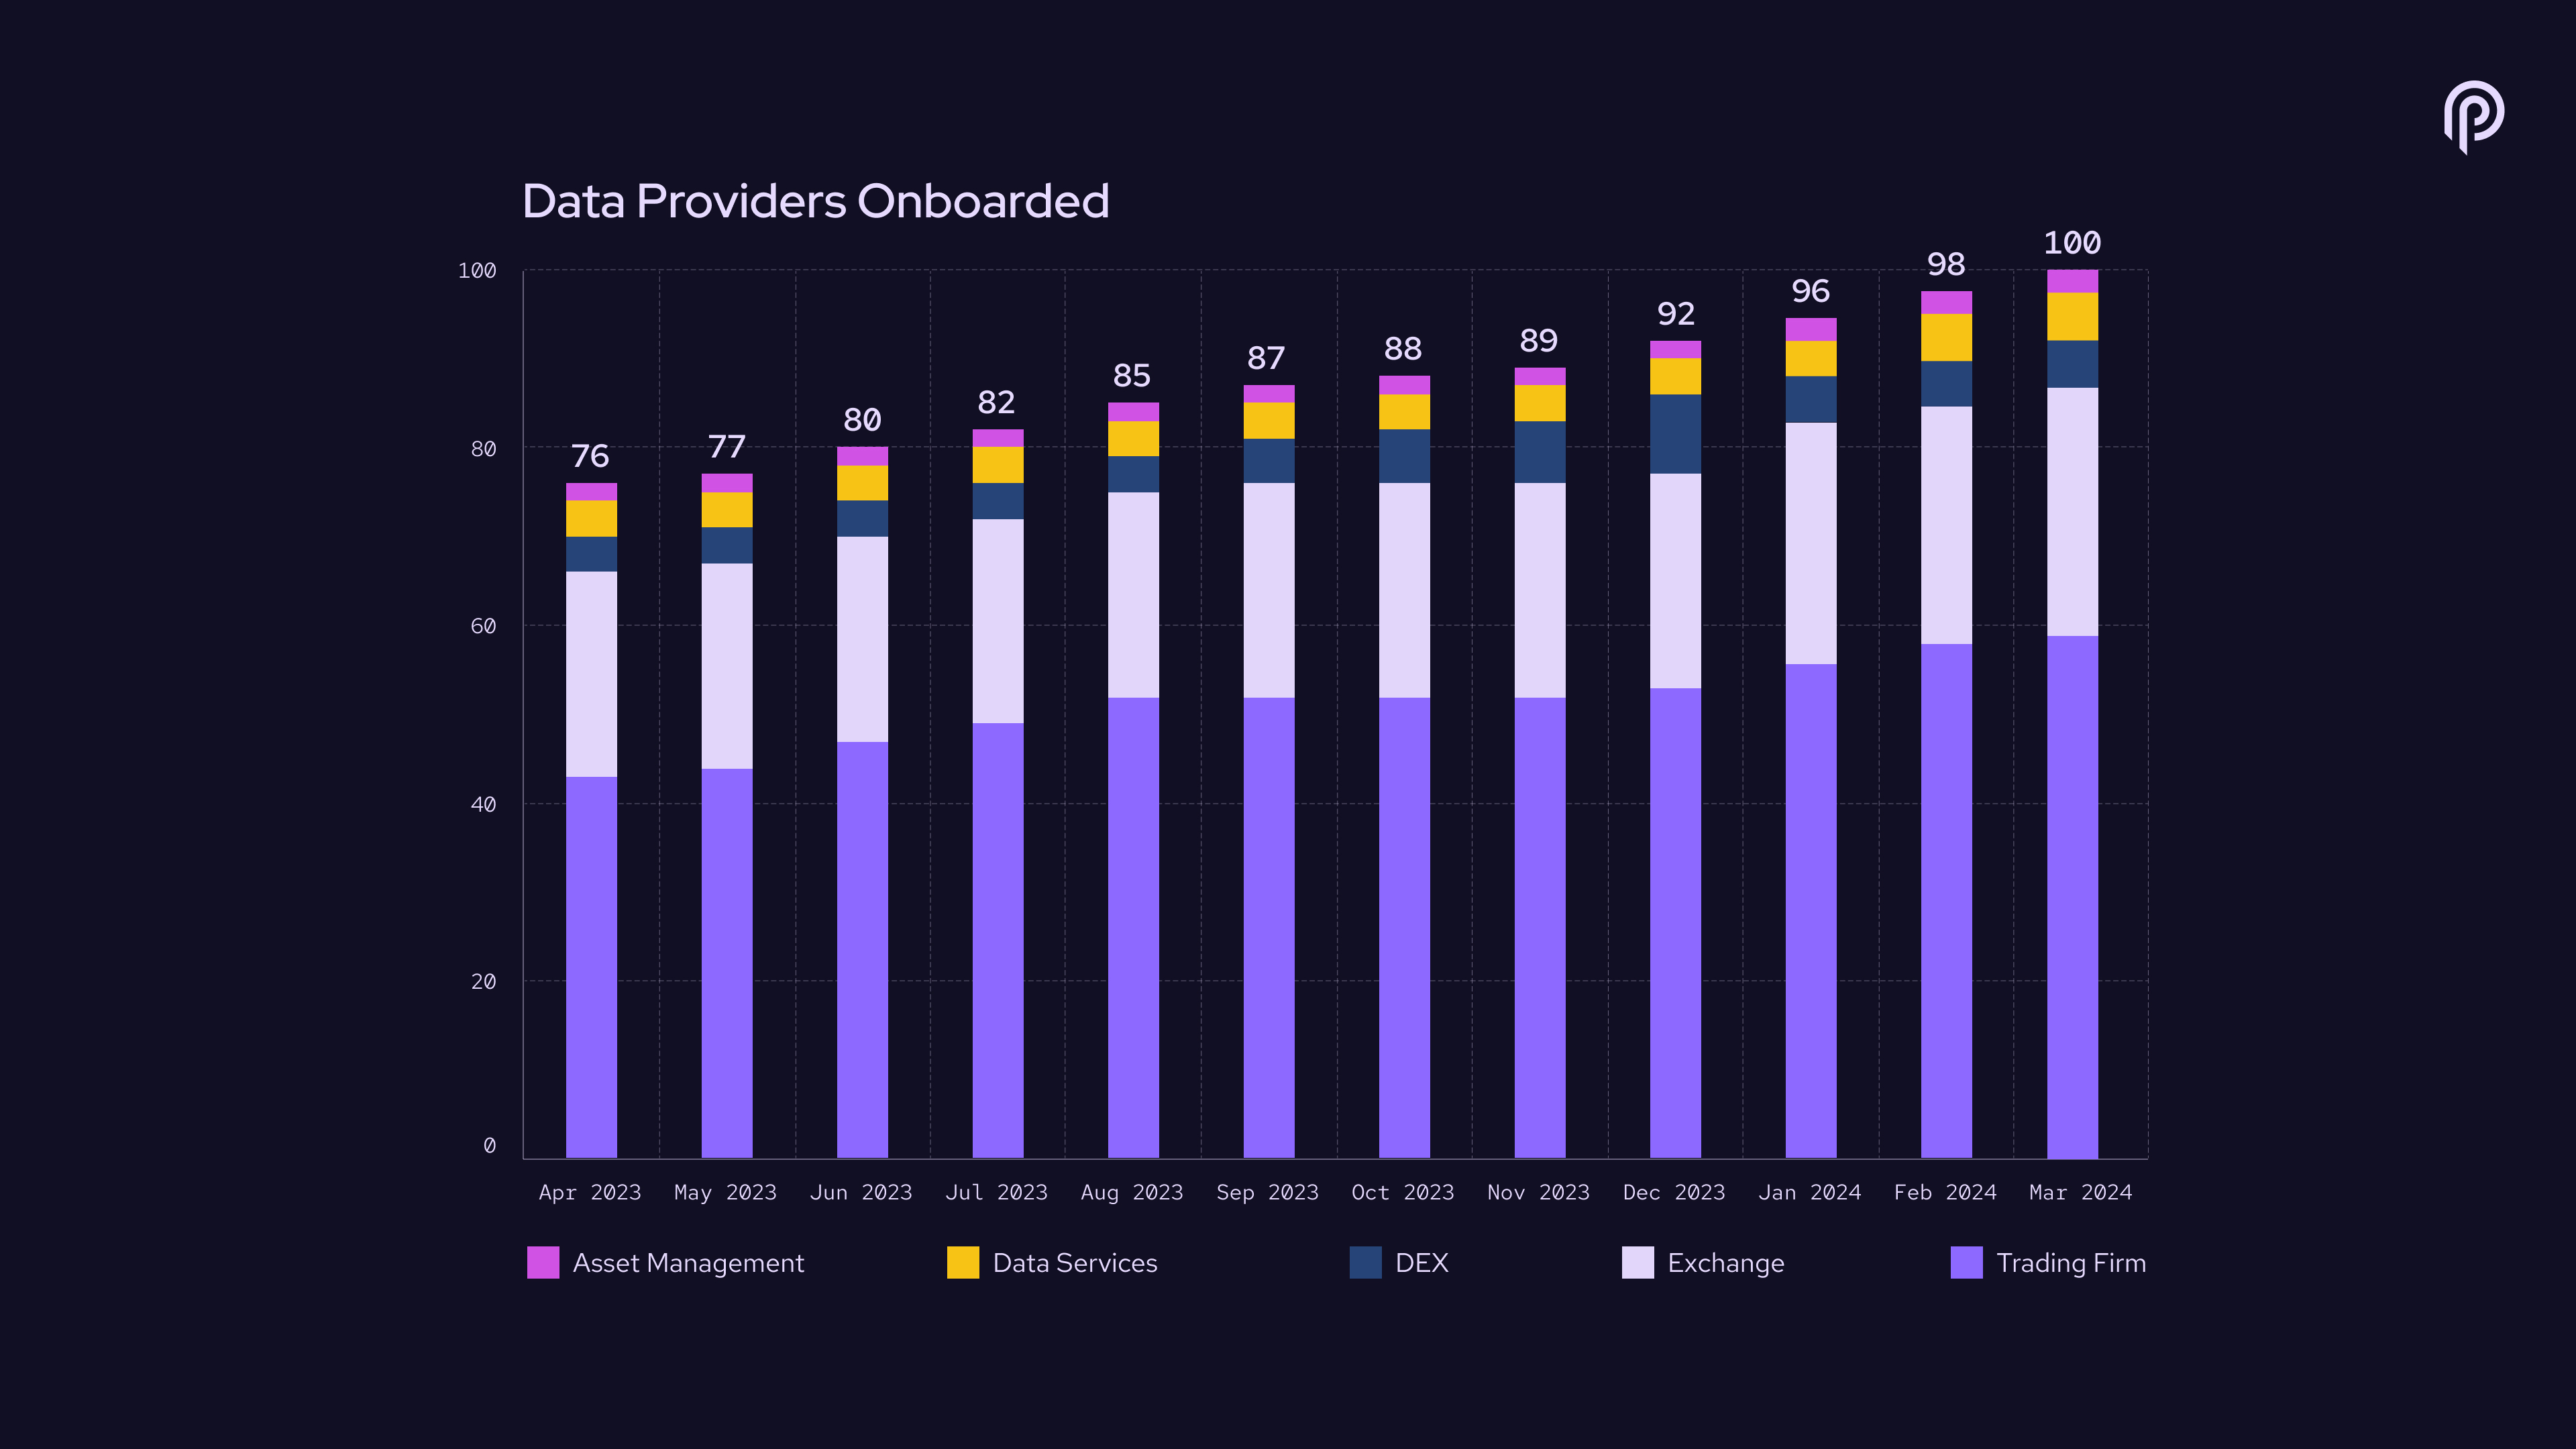 Data Providers Onboarded
100
80
60
40
20
0
76
77
80
82
85
87
88
89
92
96
98
100
Apr 2023
May 2023
Jun 2023
Jul 2023
Aug 2023
Sep 2023
Oct 2023
Nov 2023
Dec 2023
Jan 2024
Feb 2024
Mar 2024
Asset Management
Data Services
DEX
Exchange
Trading Firm